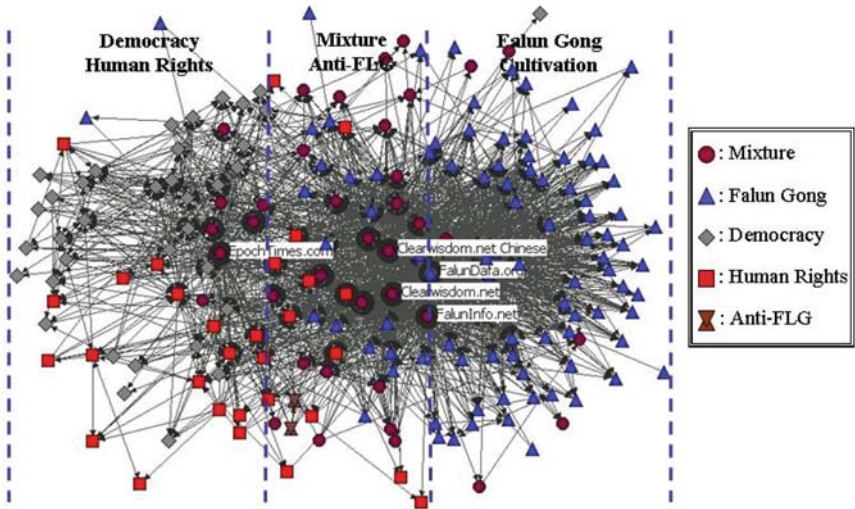 Democracy
Human Rights
Mixture
Anti-FLG
Falun Gong
Cultivation
EpochTimes.com
Clearwisdom.net Chinese
FalunDafa.org
Clearwisdom.net
FalunInfo.net
: Mixture
: Falun Gong
: Democracy
: Human Rights
: Anti-FLG